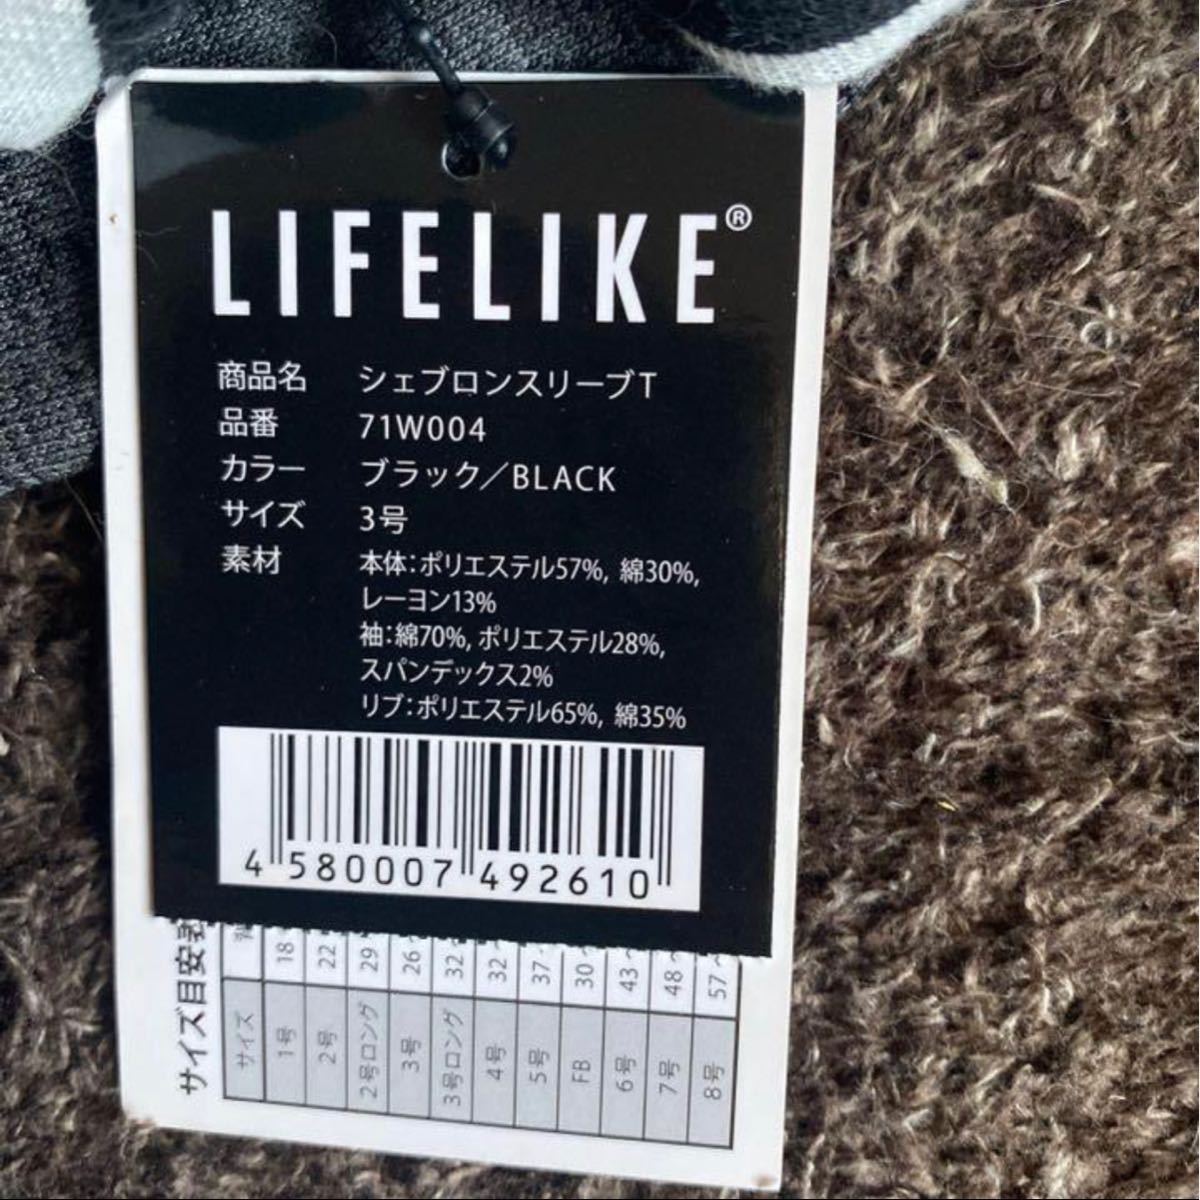 LIFELIKE®
商品名 シェブロンスリーブT
品番 71W004
カラー ブラック／BLACK
サイズ 3号
素材 本体：ポリエステル57%, 綿30%,
レーヨン13%
袖：綿70%, ポリエステル28%,
スパンデックス2%
リブ：ポリエステル65%, 綿35%
4 580007 492610
サイズ目安表
サイズ
1号 18
2号 22
2号ロング 29
3号 26
3号ロング 32
4号 32
5号 37
FB 30
6号 43
7号 48
8号 57